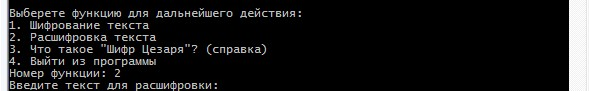 Выберете функцию для дальнейшего действия:
1. Шифрование текста
2. Расшифровка текста
3. Что такое "Шифр Цезаря"? (справка)
4. Выйти из программы
Номер функции: 2
Введите текст для расшифровки: